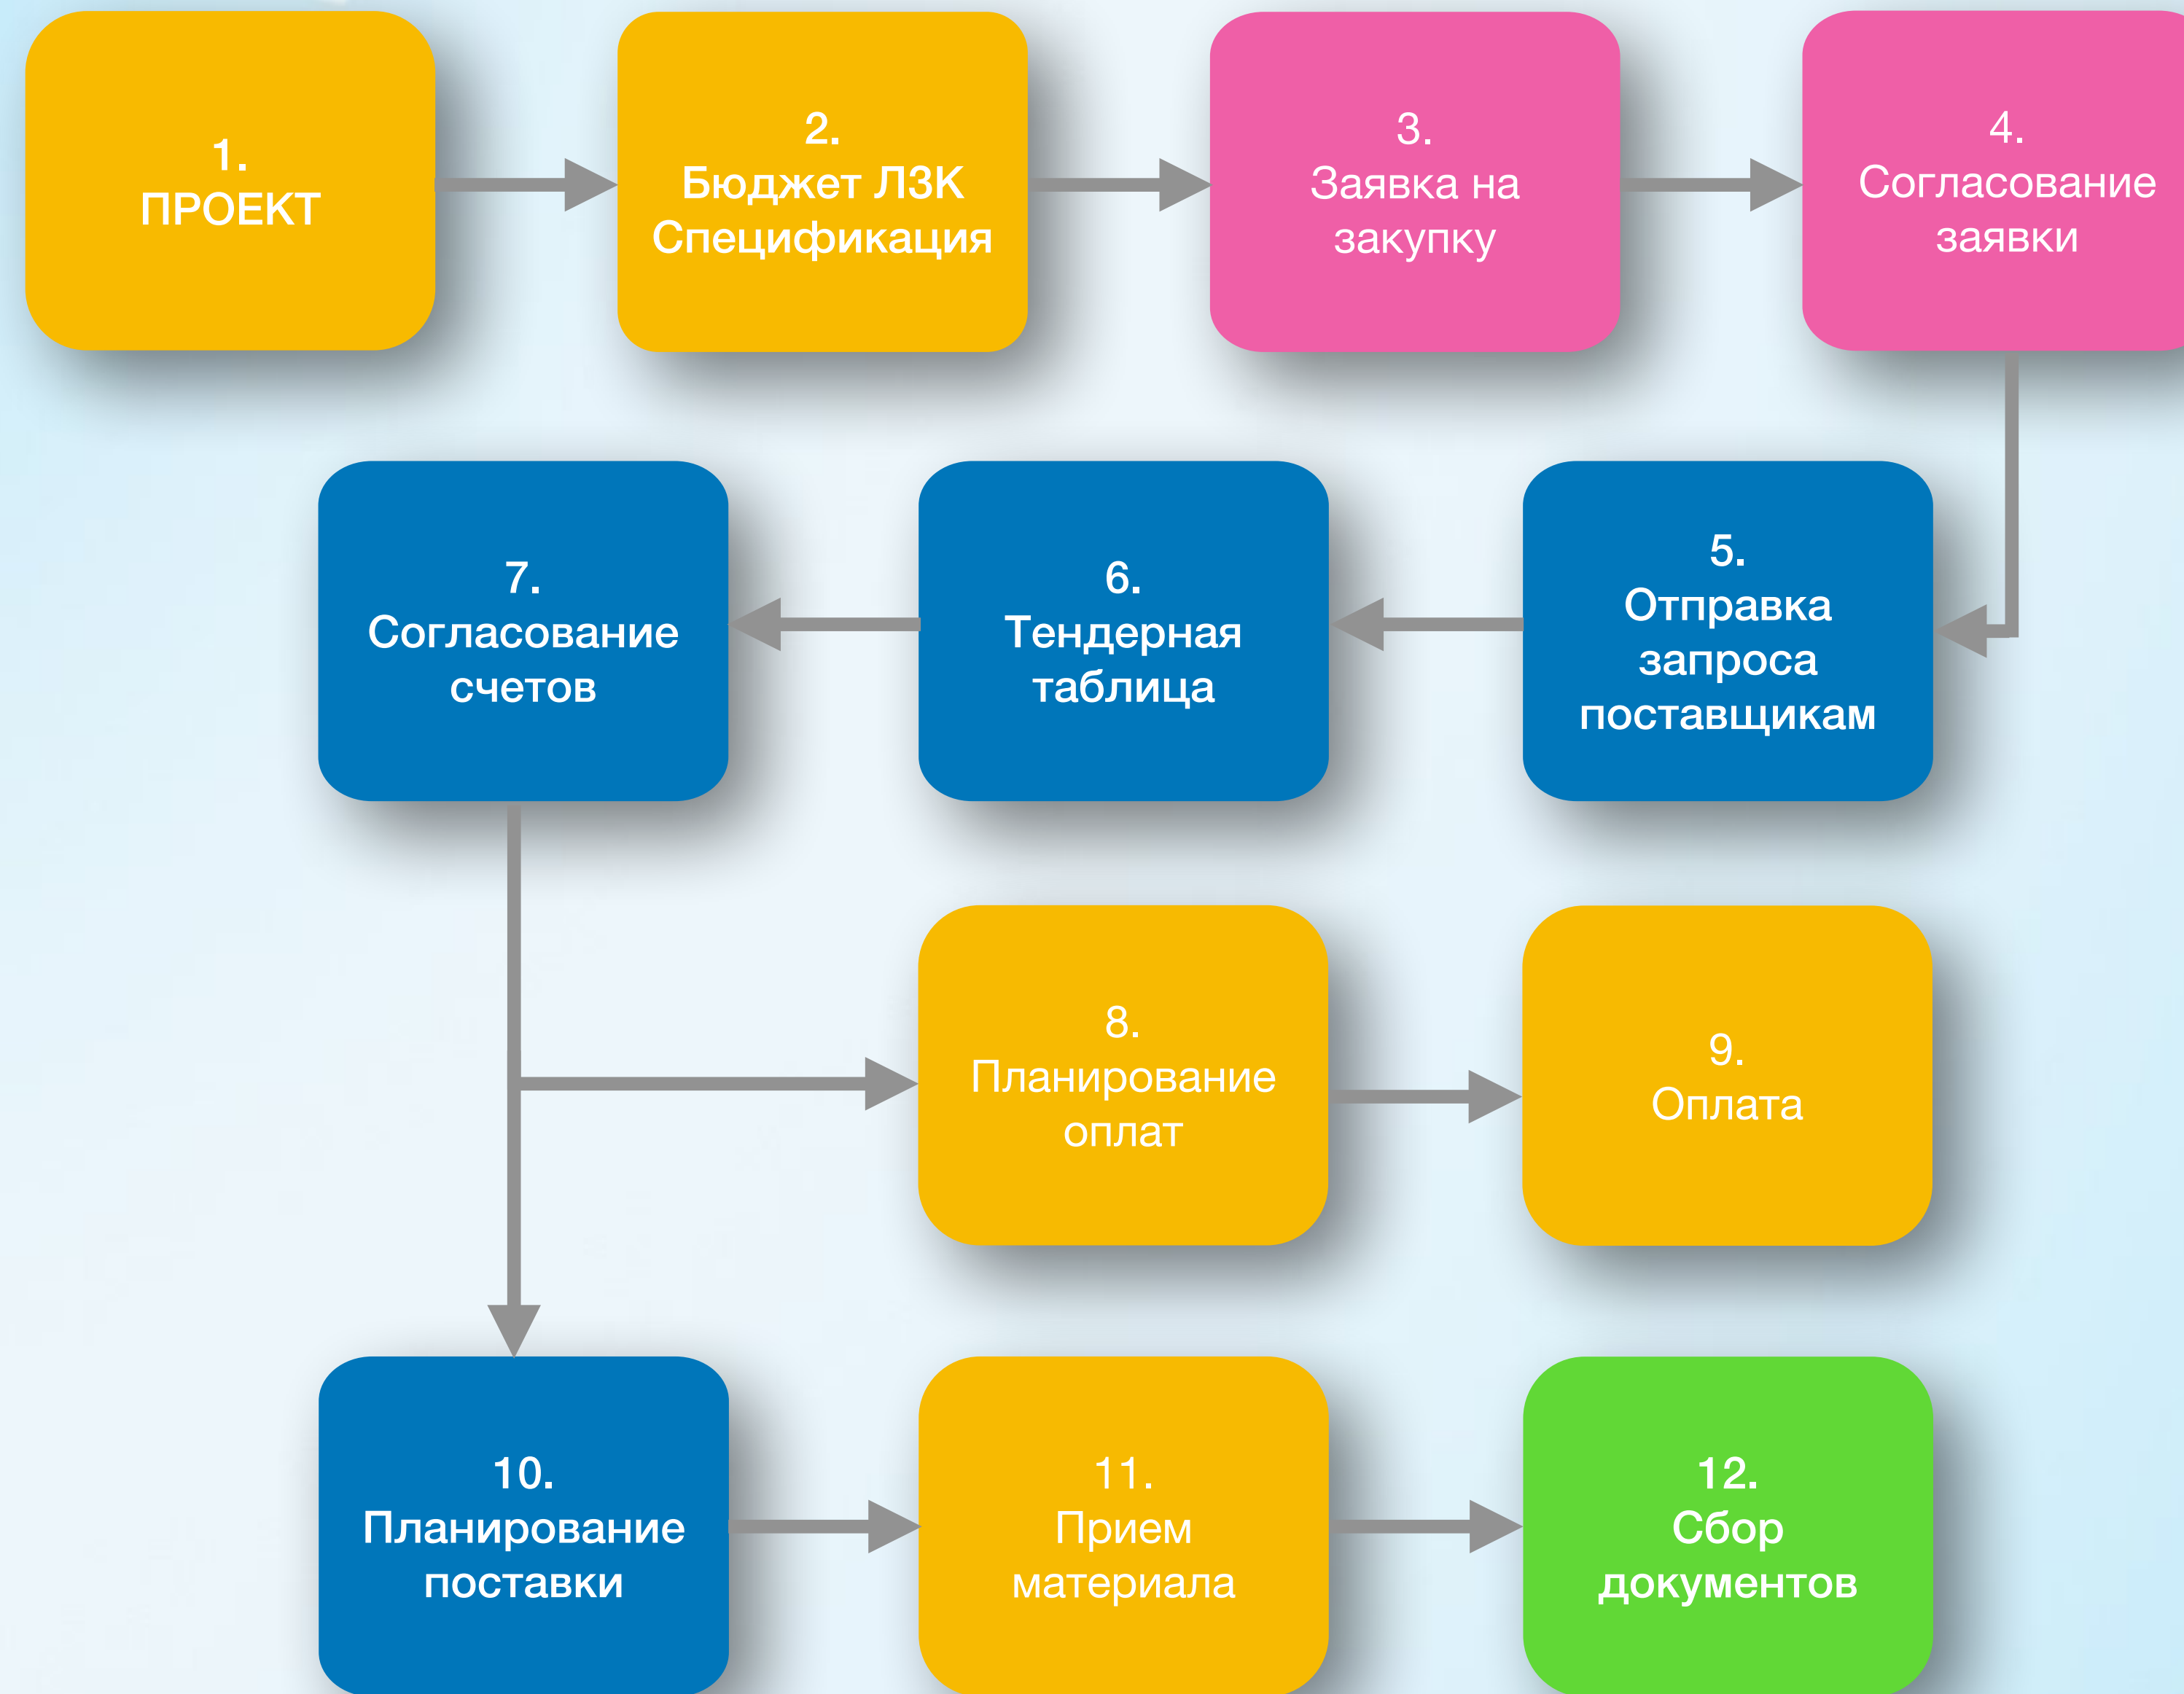 1.
ПРОЕКТ
2.
Бюджет ЛЗК
Спецификация
3.
Заявка на
закупку
4.
Согласование
заявки
5.
Отправка
запроса
поставщикам
6.
Тендерная
таблица
7.
Согласование
счетов
8.
Планирование
оплат
9.
Оплата
10.
Планирование
поставки
11.
Прием
материала
12.
Сбор
документов